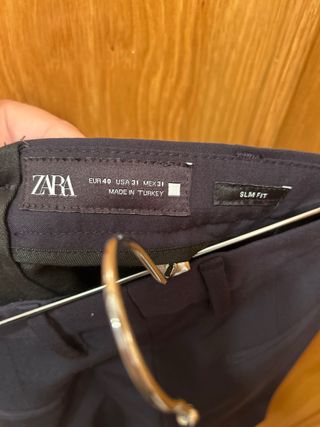 ZARA
EUR 40 USA 31 MEX 31
MADE IN TURKEY
SLIM FIT